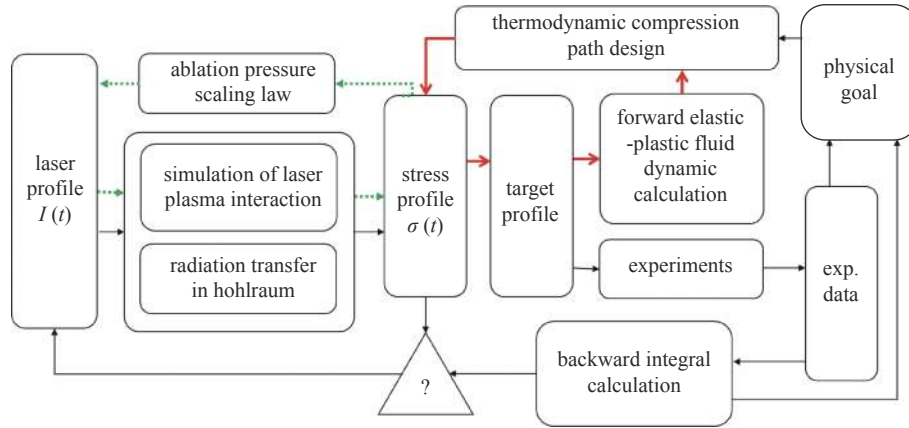 thermodynamic compression
path design
physical
goal
ablation pressure
scaling law
laser
profile
I (t)
simulation of laser
plasma interaction
radiation transfer
in hohlraum
stress
profile
σ (t)
target
profile
forward elastic
-plastic fluid
dynamic
calculation
experiments
exp.
data
backward integral
calculation
?